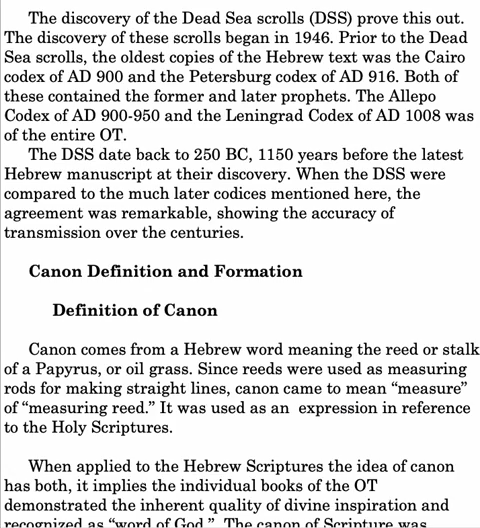 The discovery of the Dead Sea scrolls (DSS) prove this out.
The discovery of these scrolls began in 1946. Prior to the Dead
Sea scrolls, the oldest copies of the Hebrew text was the Cairo
codex of AD 900 and the Petersburg codex of AD 916. Both of
these contained the former and later prophets. The Allepo
Codex of AD 900-950 and the Leningrad Codex of AD 1008 was
of the entire OT.
The DSS date back to 250 BC, 1150 years before the latest
Hebrew manuscript at their discovery. When the DSS were
compared to the much later codices mentioned here, the
agreement was remarkable, showing the accuracy of
transmission over the centuries.
Canon Definition and Formation
Definition of Canon
Canon comes from a Hebrew word meaning the reed or stalk
of a Papyrus, or oil grass. Since reeds were used as measuring
rods for making straight lines, canon came to mean “measure”
of “measuring reed.” It was used as an expression in reference
to the Holy Scriptures.
When applied to the Hebrew Scriptures the idea of canon
has both, it implies the individual books of the OT
demonstrated the inherent quality of divine inspiration and
recognized as “word of God.” The canon of Scripture was